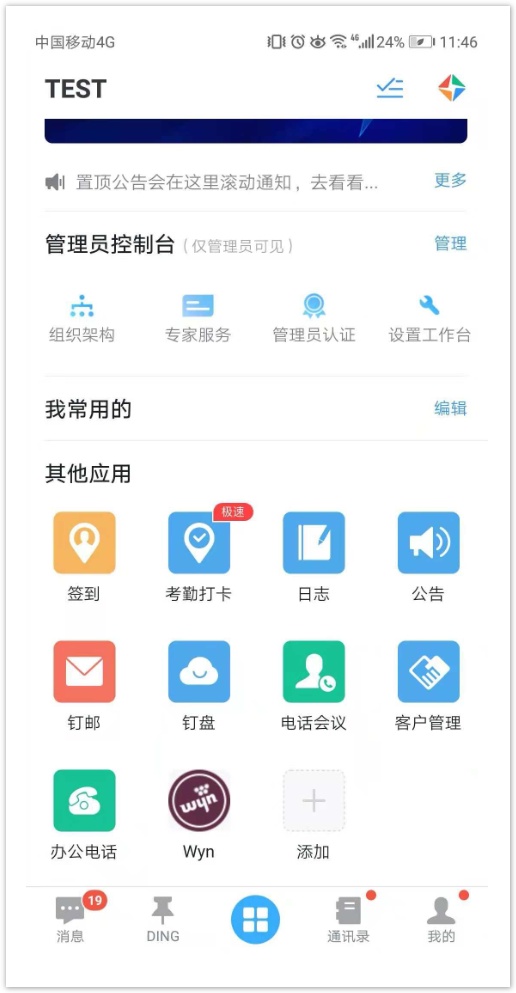 中国移动4G 46 24% 11:46
TEST
置顶公告会在这里滚动通知，去看看... 更多
管理员控制台（仅管理员可见） 管理
组织架构 专家服务 管理员认证 设置工作台
我常用的 编辑
其他应用
极速
签到 考勤打卡 日志 公告
钉邮 钉盘 电话会议 客户管理
wyn
办公电话 Wyn 添加
19
消息 DING 通讯录 我的